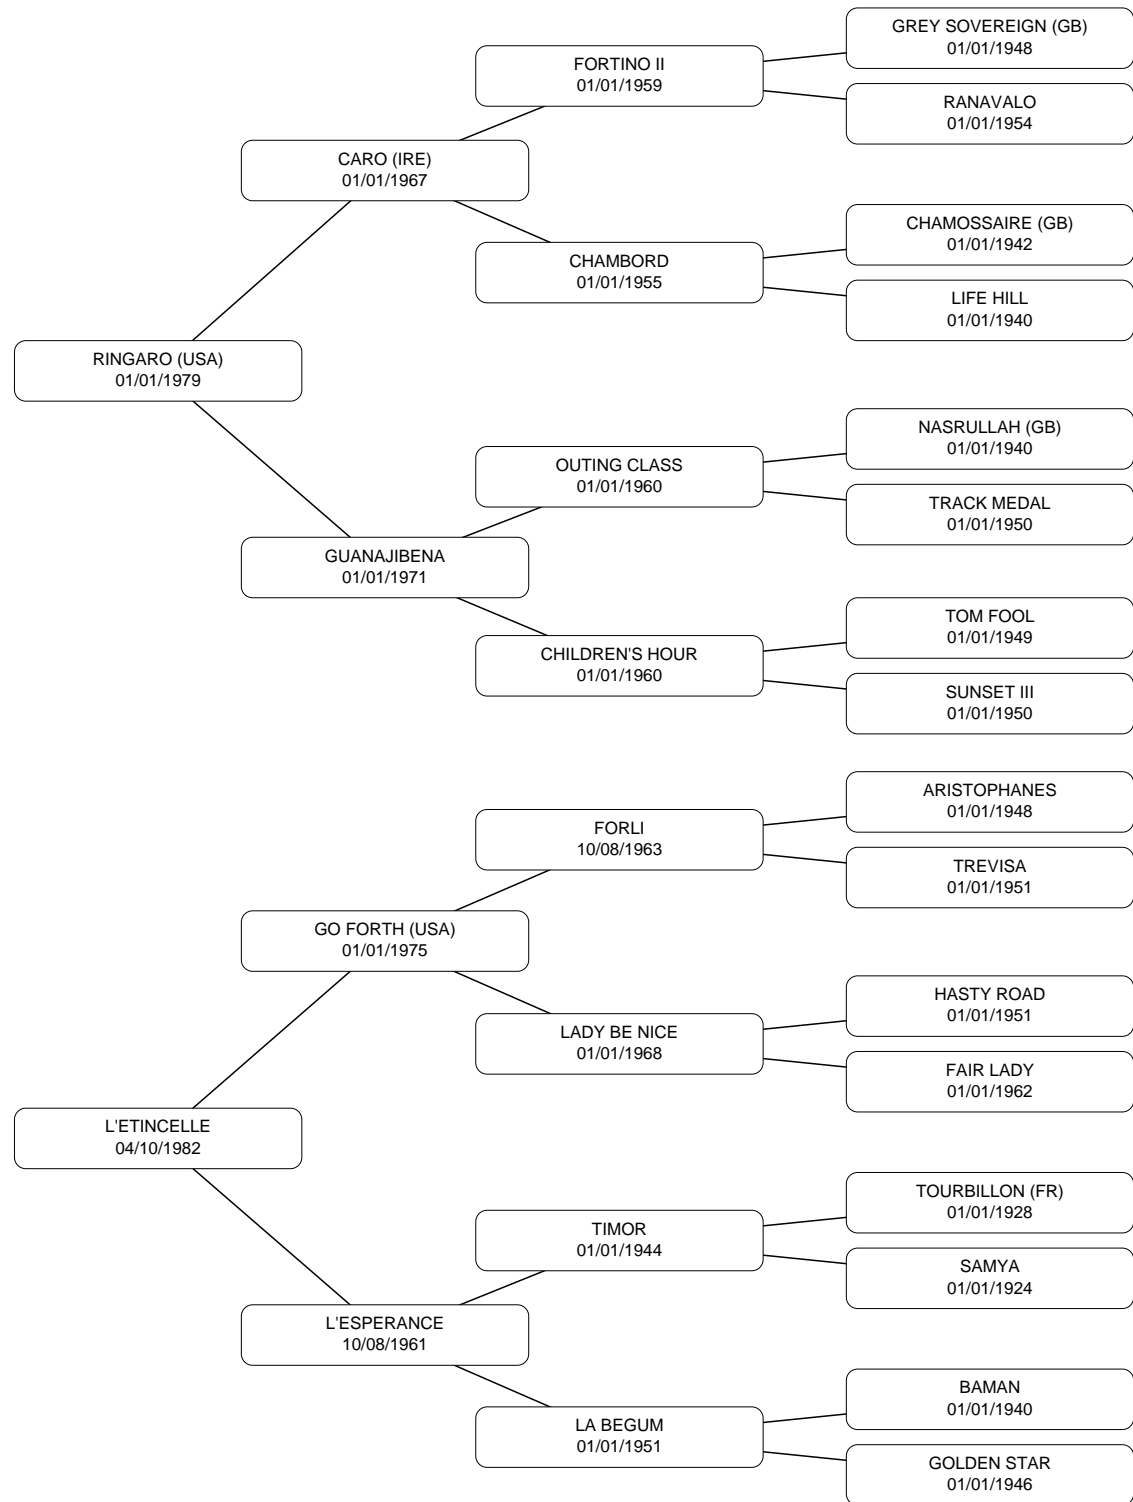 GREY SOVEREIGN (GB)
01/01/1948
FORTINO II
01/01/1959
RANAVALO
01/01/1954
CARO (IRE)
01/01/1967
CHAMOSSAIRE (GB)
01/01/1942
CHAMBORD
01/01/1955
LIFE HILL
01/01/1940
RINGARO (USA)
01/01/1979
NASRULLAH (GB)
01/01/1940
OUTING CLASS
01/01/1960
TRACK MEDAL
01/01/1950
GUANAJIBENA
01/01/1971
TOM FOOL
01/01/1949
CHILDREN'S HOUR
01/01/1960
SUNSET III
01/01/1950
ARISTOPHANES
01/01/1948
FORLI
10/08/1963
TREVISA
01/01/1951
GO FORTH (USA)
01/01/1975
HASTY ROAD
01/01/1951
LADY BE NICE
01/01/1968
FAIR LADY
01/01/1962
L'ETINCELLE
04/10/1982
TOURBILLON (FR)
01/01/1928
TIMOR
01/01/1944
SAMYA
01/01/1924
L'ESPERANCE
10/08/1961
BAMAN
01/01/1940
LA BEGUM
01/01/1951
GOLDEN STAR
01/01/1946